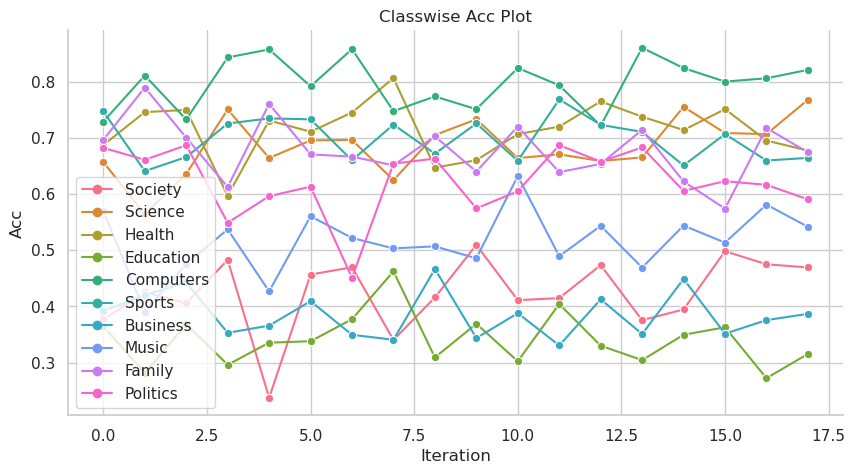 Classwise Acc Plot
Acc
0.8
0.7
0.6
0.5
0.4
0.3
Society
Science
Health
Education
Computers
Sports
Business
Music
Family
Politics
0.0 2.5 5.0 7.5 10.0 12.5 15.0 17.5
Iteration